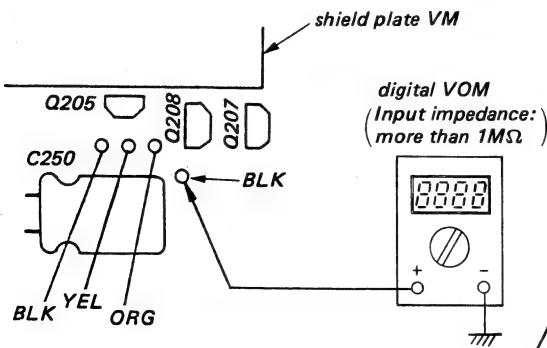 shield plate VM
Q205
Q208
Q207
digital VOM
(Input impedance:
more than 1MΩ)
C250
BLK
8888
+
-
BLK
YEL
ORG